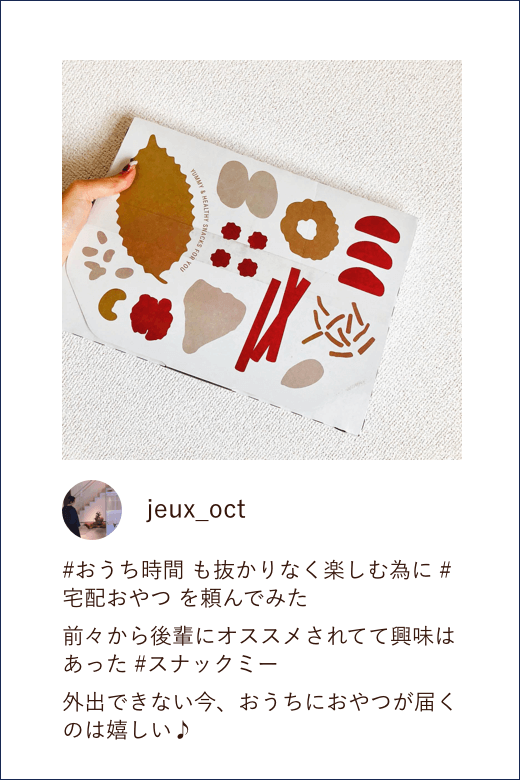 YUMMY & HEALTHY SNACKS FOR YOU
jeux_oct
#おうち時間 も抜かりなく楽しむ為に #
宅配おやつ を頼んでみた
前々から後輩にオススメされてて興味は
あった #スナックミー
外出できない今、おうちにおやつが届く
のは嬉しい♪